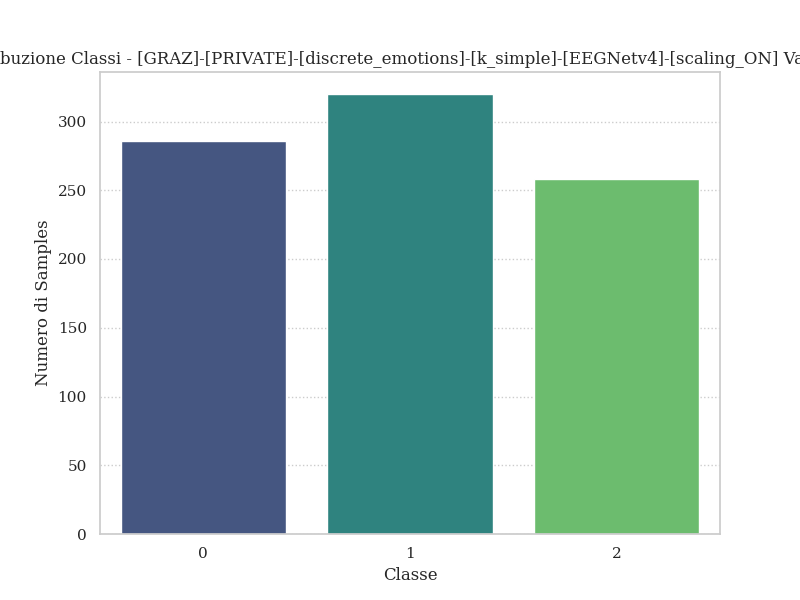 buzione Classi - [GRAZ]-[PRIVATE]-[discrete_emotions]-[k_simple]-[EEGNetv4]-[scaling_ON] Va
300
250
200
150
100
50
0
Numero di Samples
0 1 2
Classe